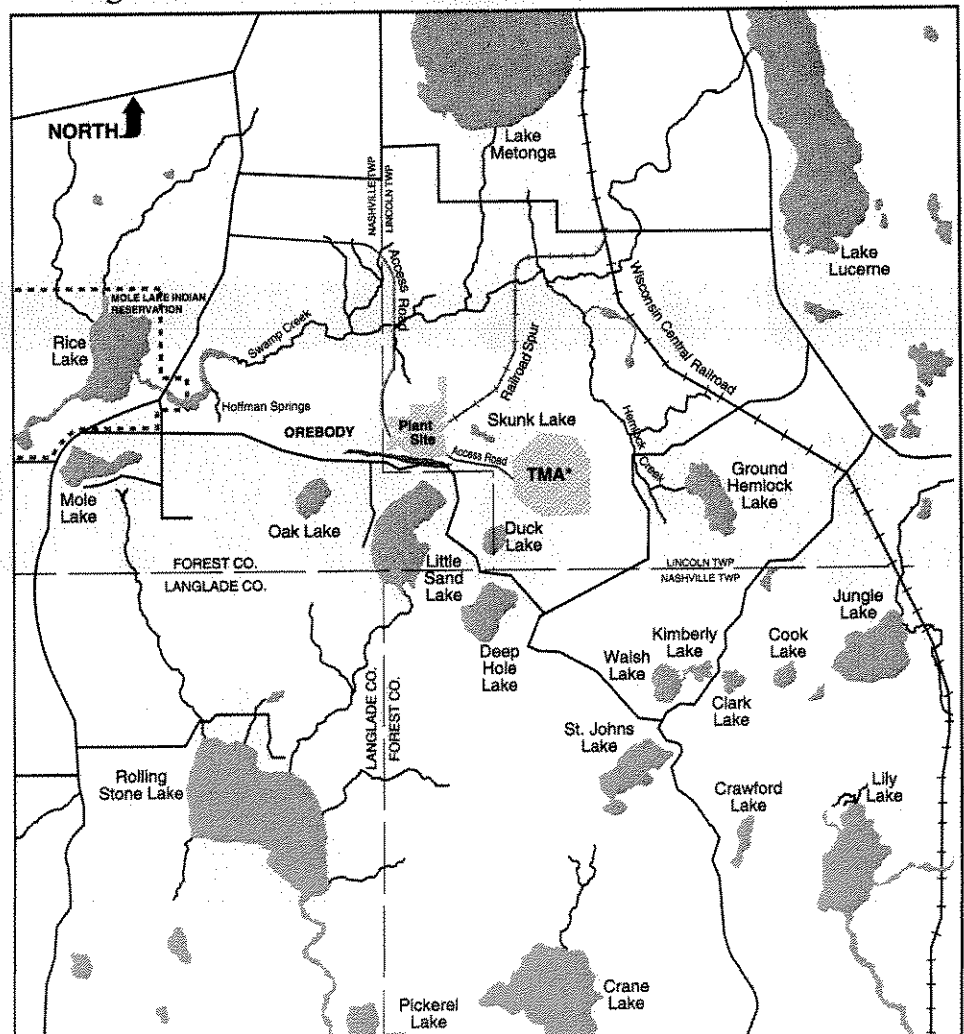 NORTH
Lake
Metonga
NASHVILLE TWP
LINCOLN TWP
Lake
Lucerne
Access Road
Wisconsin Central Railroad
MOLE LAKE INDIAN
RESERVATION
Rice
Lake
Swamp Creek
Railroad Spur
Hoffman Springs
OREBODY
Plant
Site
Skunk Lake
Hemlock
Creek
Access Road
TMA*
Ground
Hemlock
Lake
Mole
Lake
Oak Lake
Duck
Lake
Little
Sand
Lake
FOREST CO.
LANGLADE CO.
LINCOLN TWP
NASHVILLE TWP
Jungle
Lake
Deep
Hole
Lake
Walsh
Lake
Kimberly
Lake
Cook
Lake
Clark
Lake
LANGLADE CO.
FOREST CO.
St. Johns
Lake
Rolling
Stone Lake
Crawford
Lake
Lily
Lake
Crane
Lake
Pickerel
Lake